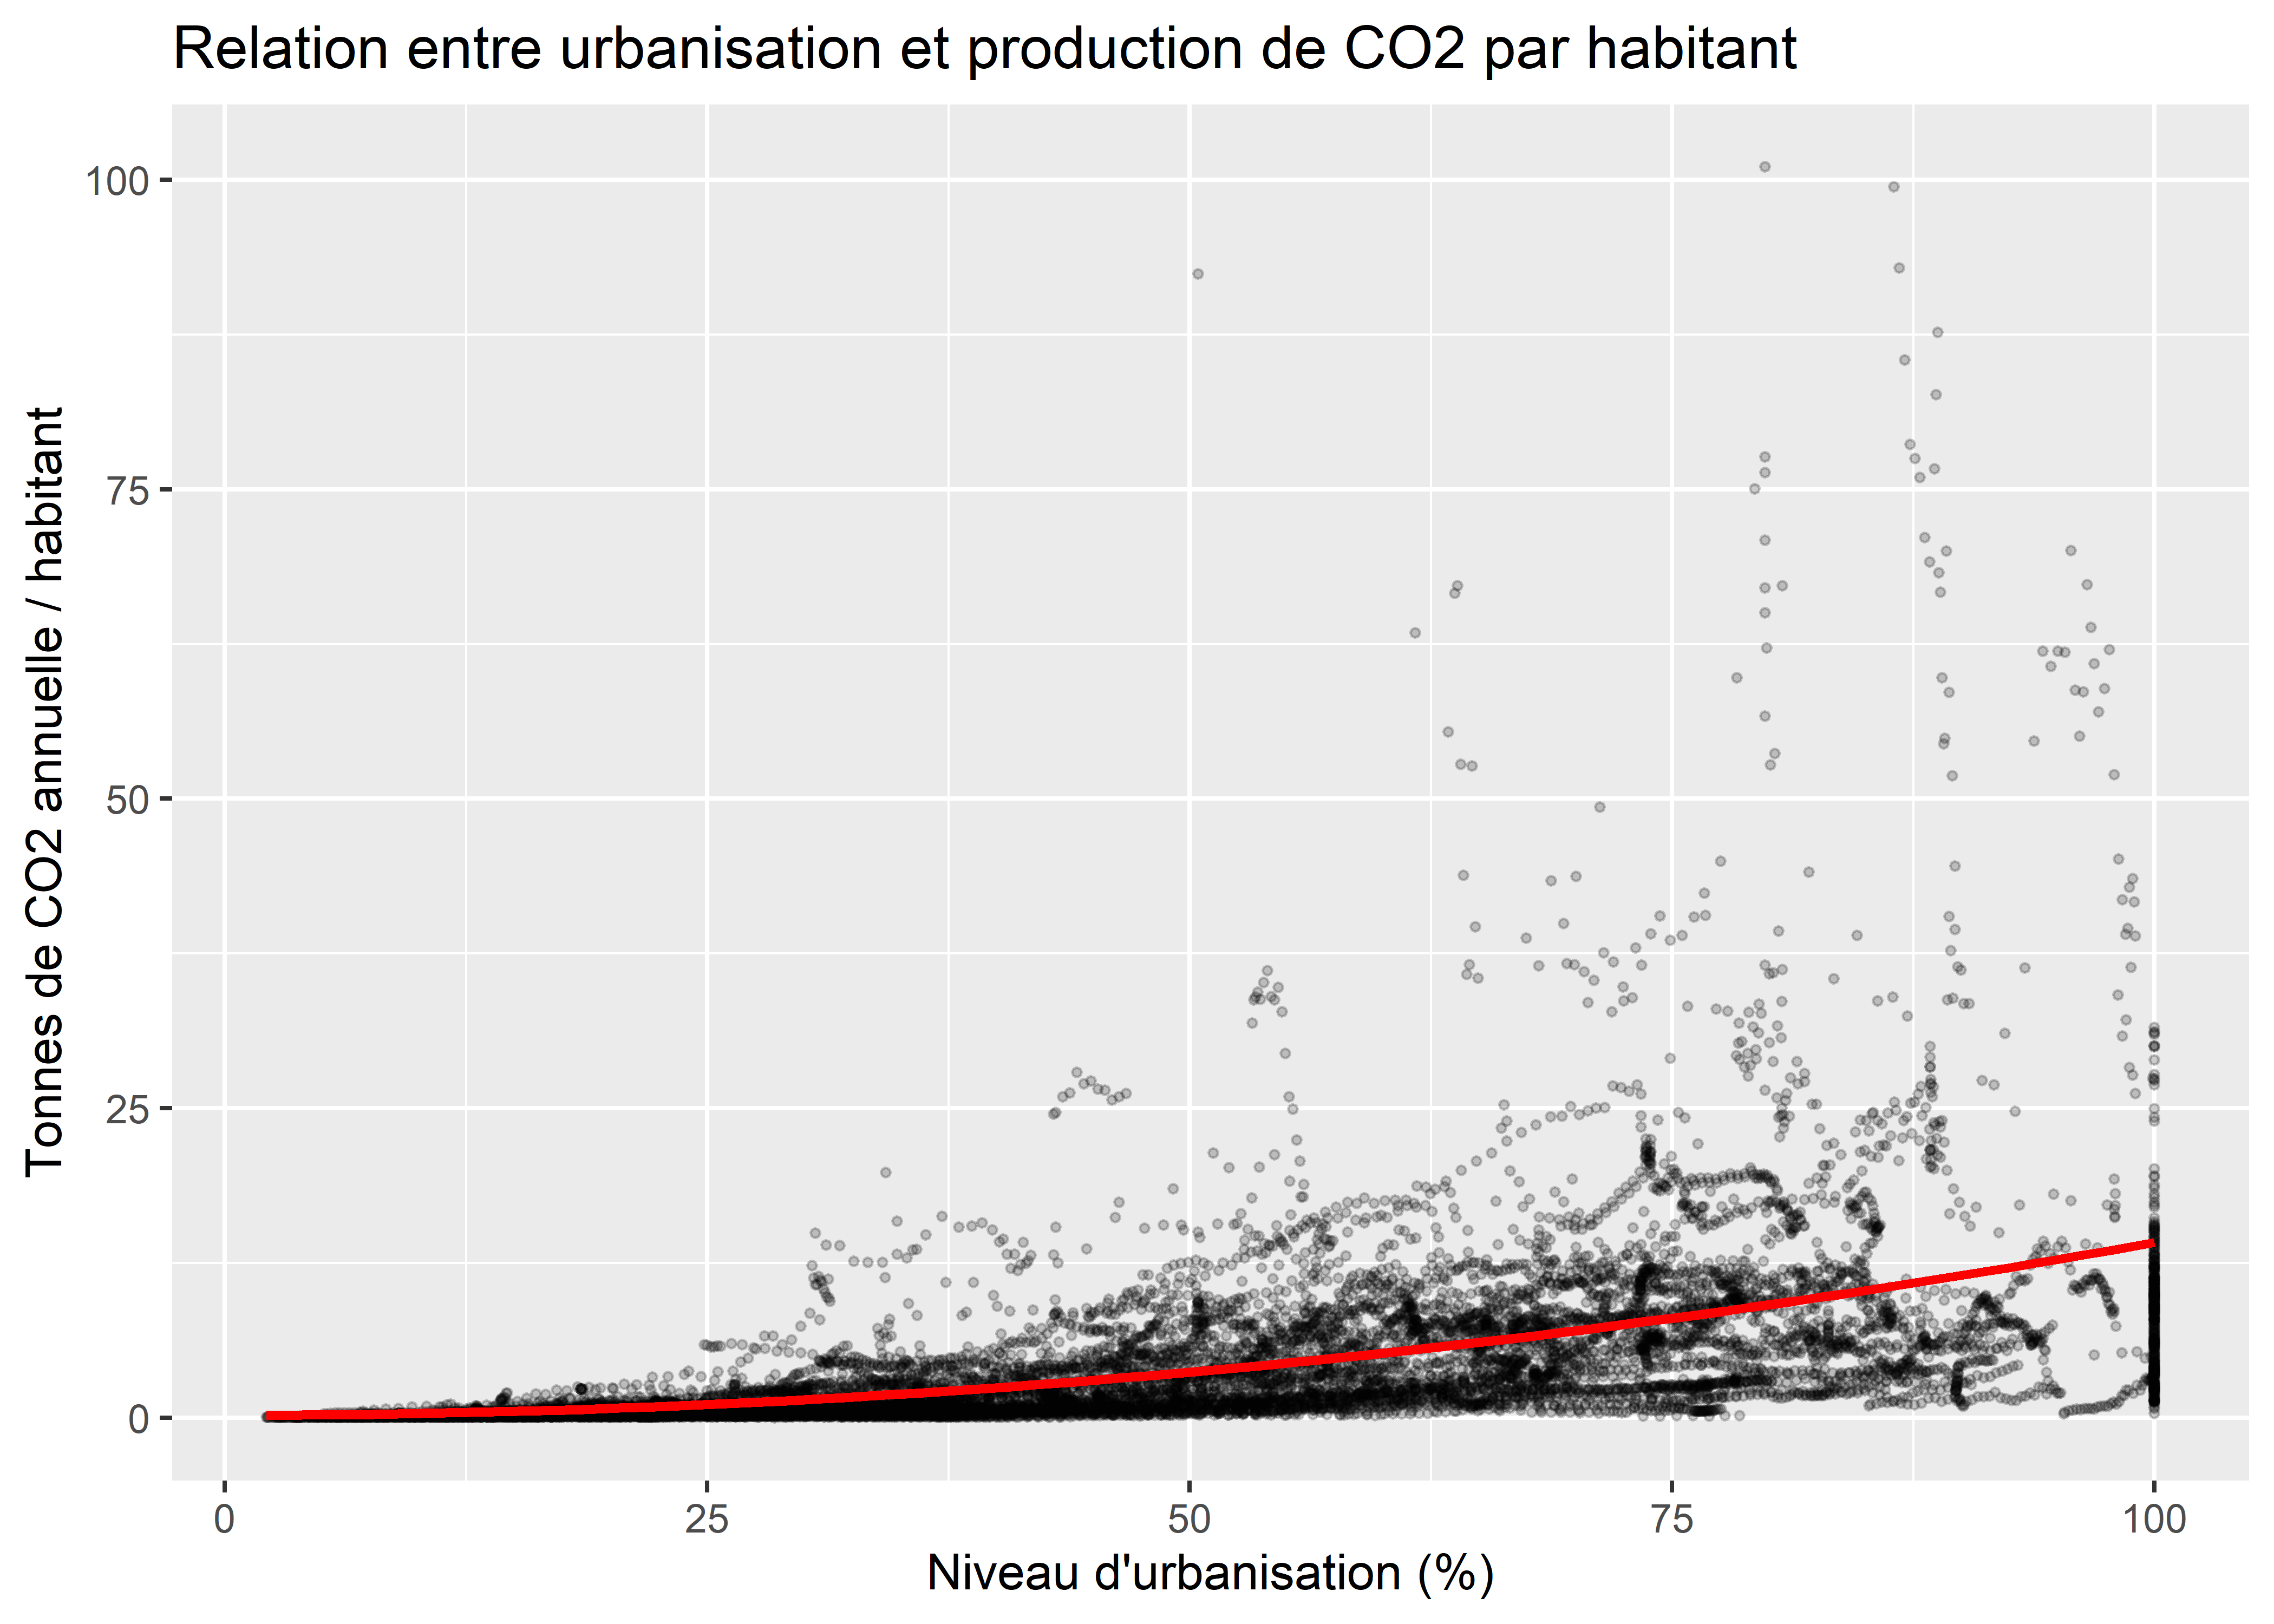 Relation entre urbanisation et production de CO2 par habitant
Tonnes de CO2 annuelle / habitant
100
75
50
25
0
0 25 50 75 100
Niveau d'urbanisation (%)